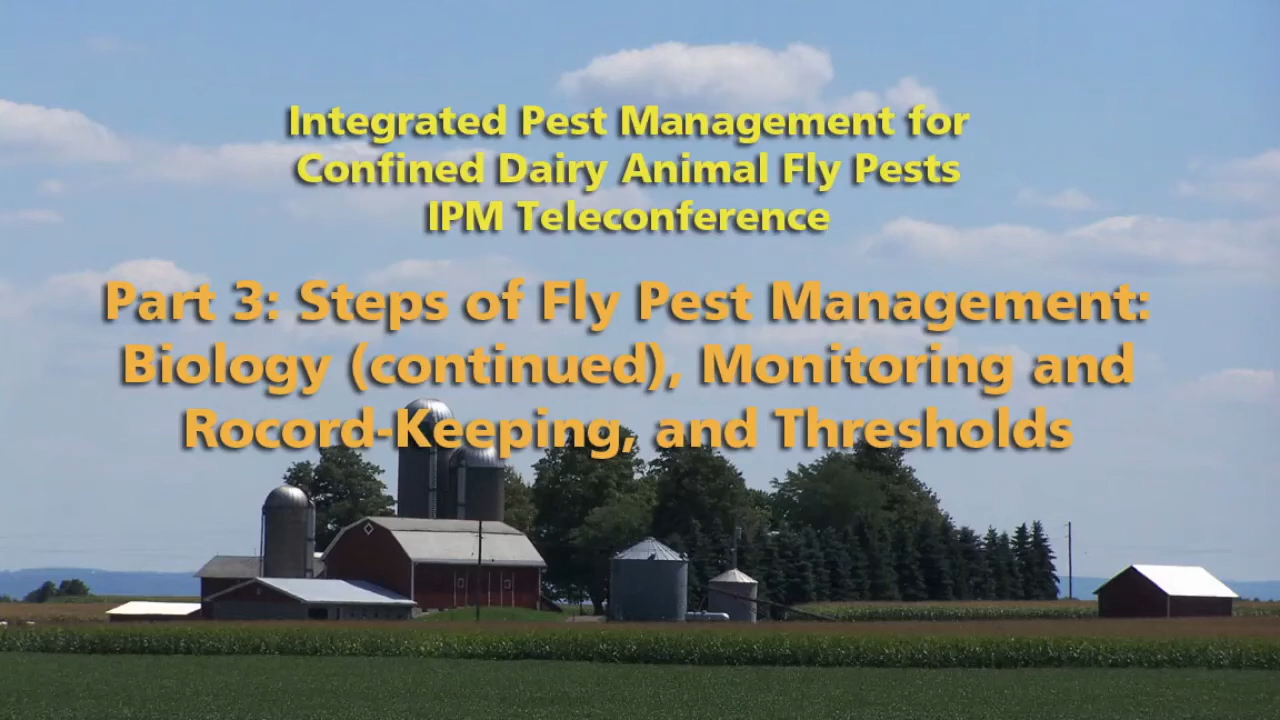 Integrated Pest Management for
Confined Dairy Animal Fly Pests
IPM Teleconference
Part 3: Steps of Fly Pest Management:
Biology (continued), Monitoring and
Rocord-Keeping, and Thresholds